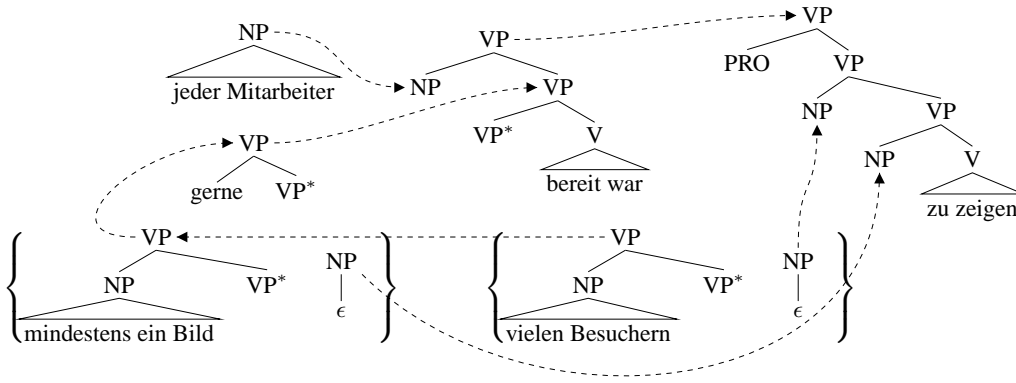 NP VP VP
jeder Mitarbeiter NP VP PRO VP
VP* V NP VP
VP NP V
gerne VP* bereit war zu zeigen
VP VP
NP VP* NP NP VP* NP
mindestens ein Bild ϵ vielen Besuchern ϵ